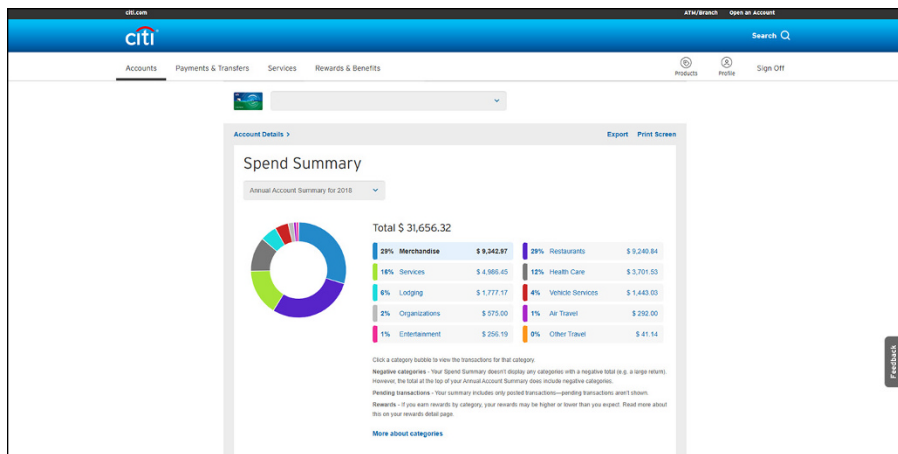 citi.com ATM/Branch Open an Account
citi Search
Accounts Payments & Transfers Services Rewards & Benefits Products Profile Sign Off
Account Details > Export Print Screen
Spend Summary
Annual Account Summary for 2018
Total $ 31,656.32
29% Merchandise $ 9,342.97 29% Restaurants $ 9,240.84
16% Services $ 4,986.45 12% Health Care $ 3,701.53
6% Lodging $ 1,777.17 4% Vehicle Services $ 1,443.03
2% Organizations $ 575.00 1% Air Travel $ 292.00
1% Entertainment $ 256.19 0% Other Travel $ 41.14
Click a category bubble to view the transactions for that category.
Negative categories - Your Spend Summary doesn't display any categories with a negative total (e.g. a large return).
However, the total at the top of your Annual Account Summary does include negative categories.
Pending transactions - Your summary includes only posted transactions—pending transactions aren't shown.
Rewards - If you earn rewards by category, your rewards may be higher or lower than you expect. Read more about
this on your rewards detail page.
More about categories
Feedback